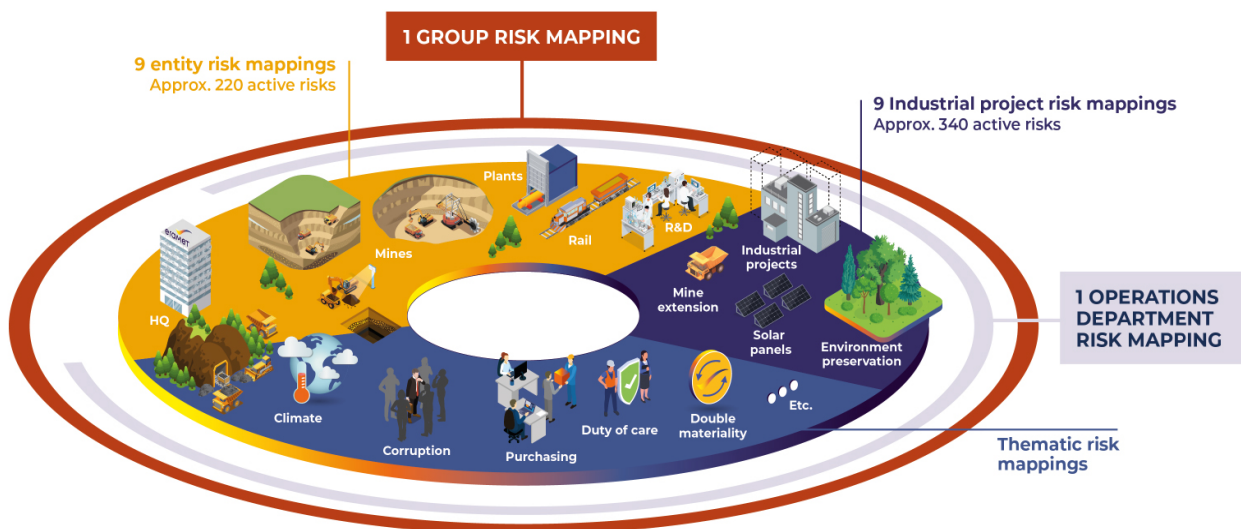 1 GROUP RISK MAPPING
9 entity risk mappings
Approx. 220 active risks
9 Industrial project risk mappings
Approx. 340 active risks
Plants
Rail
R&D
Mines
Industrial
projects
Mine
extension
Solar
panels
Environment
preservation
eramet
HQ
1 OPERATIONS
DEPARTMENT
RISK MAPPING
Climate
Corruption
Purchasing
Duty of care
Double
materiality
Etc.
Thematic risk
mappings